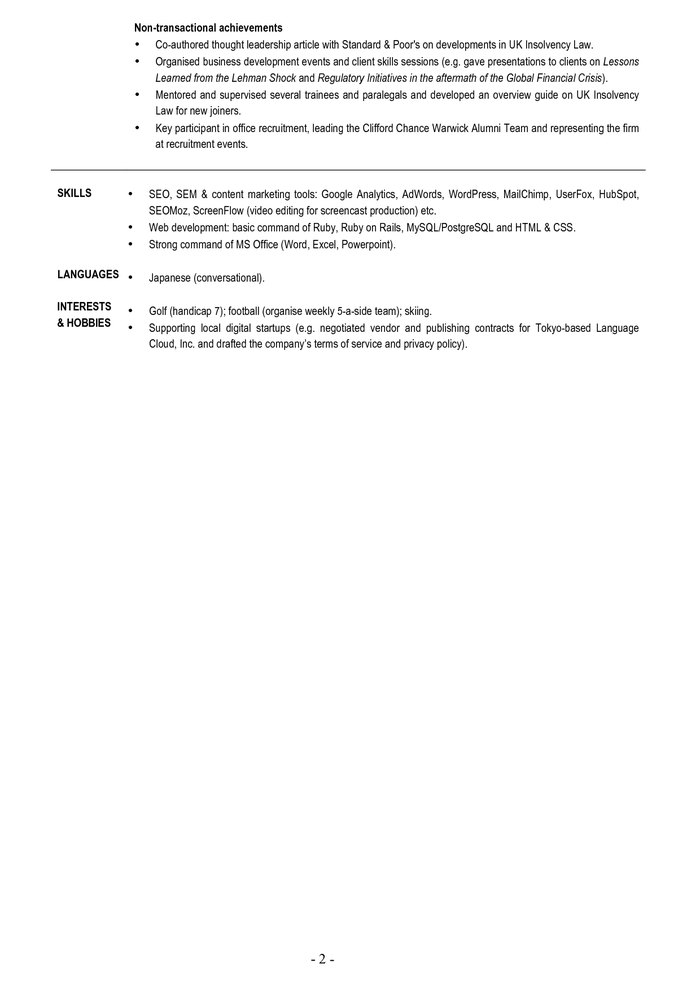 Non-transactional achievements
• Co-authored thought leadership article with Standard & Poor's on developments in UK Insolvency Law.
• Organised business development events and client skills sessions (e.g. gave presentations to clients on Lessons
Learned from the Lehman Shock and Regulatory Initiatives in the aftermath of the Global Financial Crisis).
• Mentored and supervised several trainees and paralegals and developed an overview guide on UK Insolvency
Law for new joiners.
• Key participant in office recruitment, leading the Clifford Chance Warwick Alumni Team and representing the firm
at recruitment events.
SKILLS • SEO, SEM & content marketing tools: Google Analytics, AdWords, WordPress, MailChimp, UserFox, HubSpot,
SEOMoz, ScreenFlow (video editing for screencast production) etc.
• Web development: basic command of Ruby, Ruby on Rails, MySQL/PostgreSQL and HTML & CSS.
• Strong command of MS Office (Word, Excel, Powerpoint).
LANGUAGES • Japanese (conversational).
INTERESTS • Golf (handicap 7); football (organise weekly 5-a-side team); skiing.
& HOBBIES • Supporting local digital startups (e.g. negotiated vendor and publishing contracts for Tokyo-based Language
Cloud, Inc. and drafted the company's terms of service and privacy policy).
- 2 -